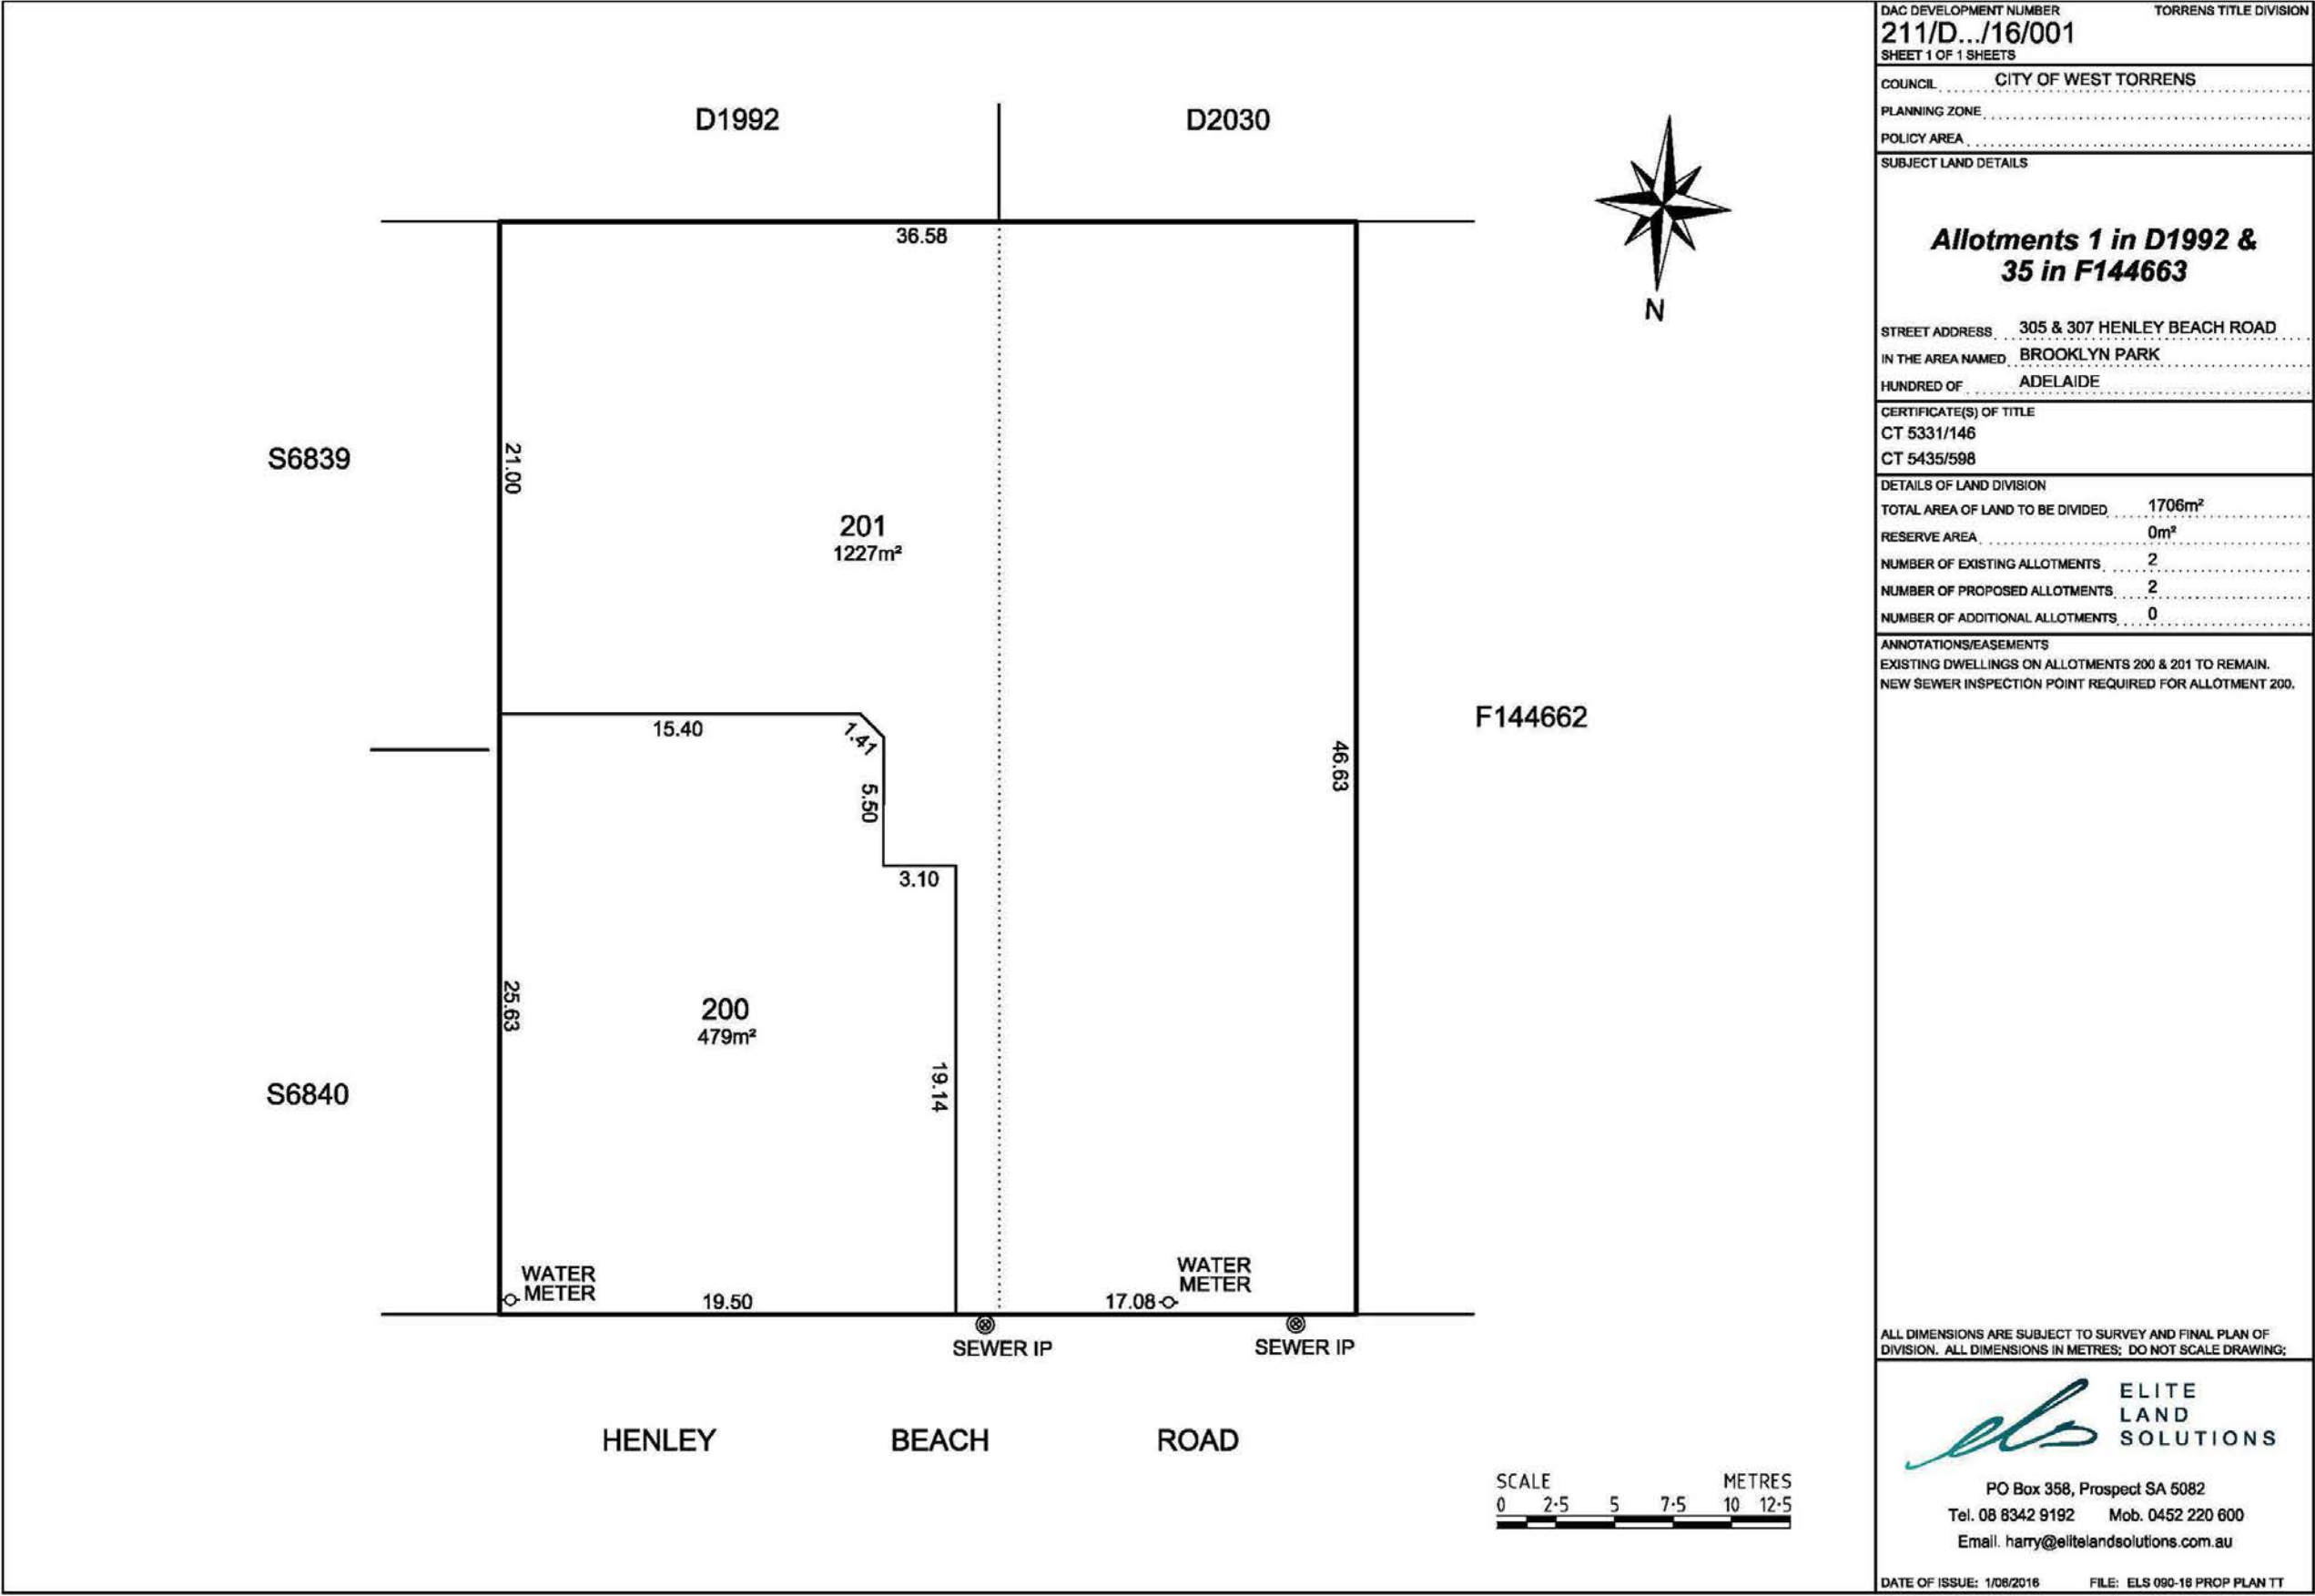 D1992
D2030
36.58
N
21.00
S6839
201
1227m²
15.40
1.41
5.50
3.10
46.63
F144662
25.63
200
479m²
19.14
S6840
WATER
METER
19.50
WATER
METER
17.08
SEWER IP
SEWER IP
HENLEY BEACH ROAD
SCALE METRES
0 2·5 5 7·5 10 12·5
DAC DEVELOPMENT NUMBER TORRENS TITLE DIVISION
211/D.../16/001
SHEET 1 OF 1 SHEETS
COUNCIL CITY OF WEST TORRENS
PLANNING ZONE
POLICY AREA
SUBJECT LAND DETAILS
Allotments 1 in D1992 &
35 in F144663
STREET ADDRESS 305 & 307 HENLEY BEACH ROAD
IN THE AREA NAMED BROOKLYN PARK
HUNDRED OF ADELAIDE
CERTIFICATE(S) OF TITLE
CT 5331/146
CT 5435/598
DETAILS OF LAND DIVISION
TOTAL AREA OF LAND TO BE DIVIDED 1706m²
RESERVE AREA 0m²
NUMBER OF EXISTING ALLOTMENTS 2
NUMBER OF PROPOSED ALLOTMENTS 2
NUMBER OF ADDITIONAL ALLOTMENTS 0
ANNOTATIONS/EASEMENTS
EXISTING DWELLINGS ON ALLOTMENTS 200 & 201 TO REMAIN.
NEW SEWER INSPECTION POINT REQUIRED FOR ALLOTMENT 200.
ALL DIMENSIONS ARE SUBJECT TO SURVEY AND FINAL PLAN OF
DIVISION. ALL DIMENSIONS IN METRES; DO NOT SCALE DRAWING;
els
ELITE
LAND
SOLUTIONS
PO Box 358, Prospect SA 5082
Tel. 08 8342 9192 Mob. 0452 220 600
Email. harry@elitelandsolutions.com.au
DATE OF ISSUE: 1/06/2016 FILE: ELS 090-16 PROP PLAN TT